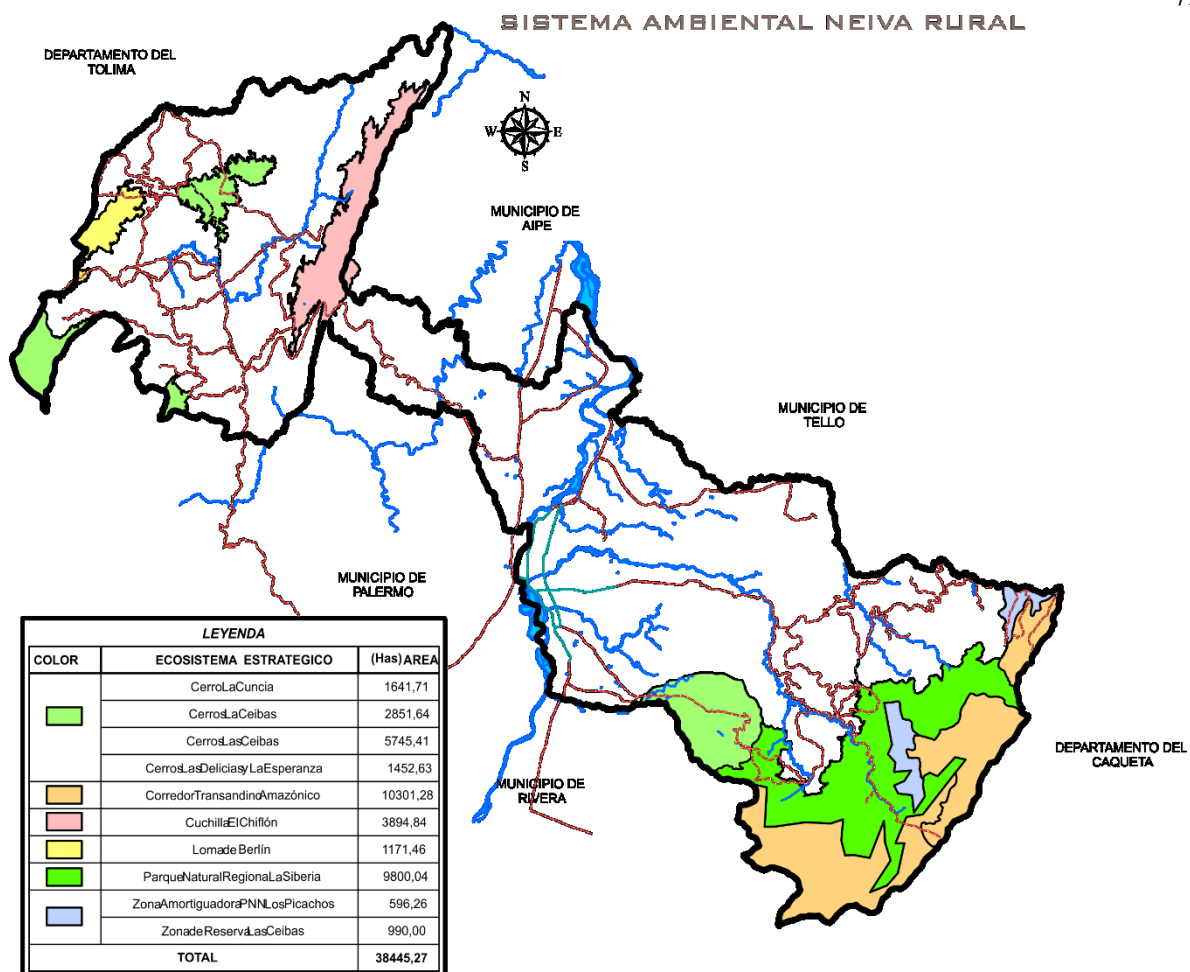 SISTEMA AMBIENTAL NEIVA RURAL
DEPARTAMENTO DEL
TOLIMA
N
W
E
S
MUNICIPIO DE
AIPE
MUNICIPIO DE
TELLO
MUNICIPIO DE
PALERMO
DEPARTAMENTO DEL
CAQUETA
MUNICIPIO DE
RIVERA
LEYENDA
COLOR ECOSISTEMA ESTRATEGICO (Has) AREA
CerroLaCuncia 1641,71
CerrosLaCeibas 2851,64
CerrosLasCeibas 5745,41
CerrosLasDeliciasyLaEsperanza 1452,63
CorredorTransandinoAmazónico 10301,28
CuchillaElChiflón 3894,84
Lomade Berlín 1171,46
ParqueNaturalRegionalLaSiberia 9800,04
ZonaAmortiguadoraPNNLosPicachos 596,26
ZonadeReservaLasCeibas 990,00
TOTAL 38445,27